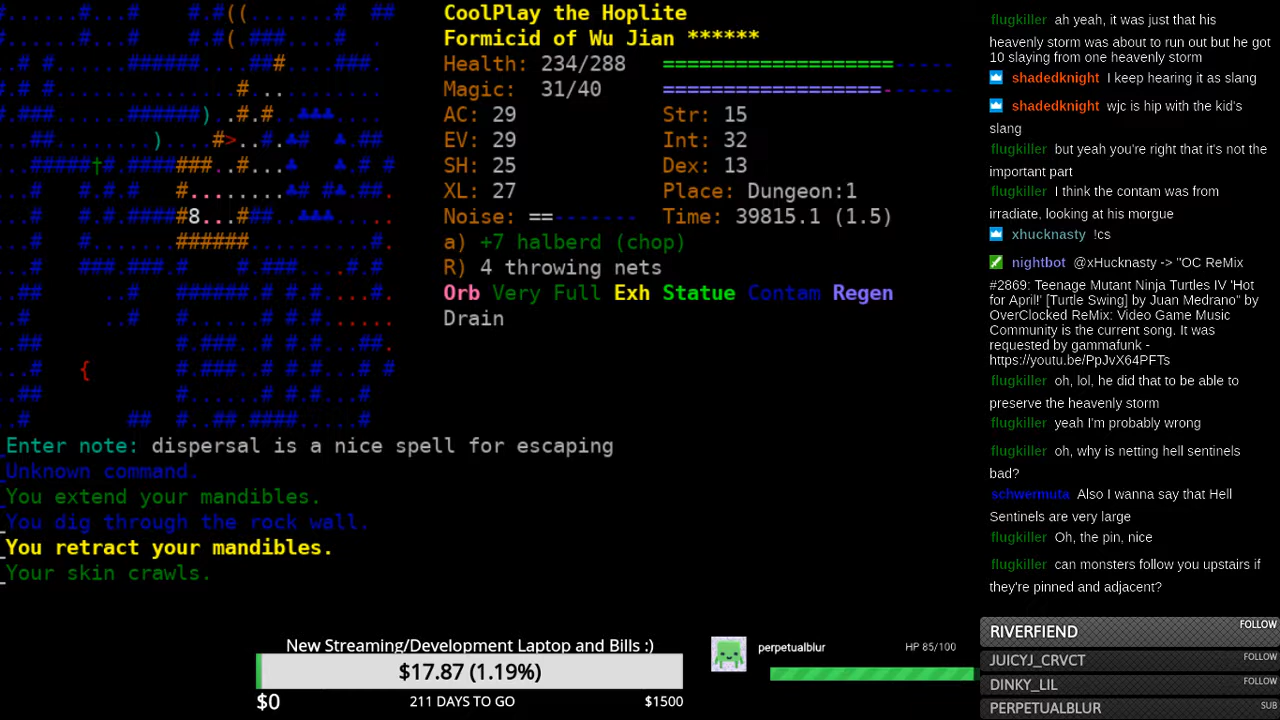 CoolPlay the Hoplite
Formicid of Wu Jian ******
Health: 234/288
Magic: 31/40
AC: 29 Str: 15
EV: 29 Int: 32
SH: 25 Dex: 13
XL: 27 Place: Dungeon:1
Noise: ==------- Time: 39815.1 (1.5)
a) +7 halberd (chop)
R) 4 throwing nets
Orb Very Full Exh Statue Contam Regen
Drain
Enter note: dispersal is a nice spell for escaping
Unknown command.
You extend your mandibles.
You dig through the rock wall.
You retract your mandibles.
Your skin crawls.
New Streaming/Development Laptop and Bills :)
$17.87 (1.19%)
$0 211 DAYS TO GO $1500
perpetualblur HP 85/100
flugkiller ah yeah, it was just that his
heavenly storm was about to run out but he got
10 slaying from one heavenly storm
shadedknight I keep hearing it as slang
shadedknight wjc is hip with the kid's
slang
flugkiller but yeah you're right that it's not the
important part
flugkiller I think the contam was from
irradiate, looking at his morgue
xhucknasty !cs
nightbot @xHucknasty -> "OC ReMix
#2869: Teenage Mutant Ninja Turtles IV 'Hot
for April!' [Turtle Swing] by Juan Medrano" by
OverClocked ReMix: Video Game Music
Community is the current song. It was
requested by gammafunk -
https://youtu.be/PpJvX64PFTs
flugkiller oh, lol, he did that to be able to
preserve the heavenly storm
flugkiller yeah I'm probably wrong
flugkiller oh, why is netting hell sentinels
bad?
schwermuta Also I wanna say that Hell
Sentinels are very large
flugkiller Oh, the pin, nice
flugkiller can monsters follow you upstairs if
they're pinned and adjacent?
RIVERFIEND FOLLOW
JUICYJ_CRVCT FOLLOW
DINKY_LIL FOLLOW
PERPETUALBLUR SUB